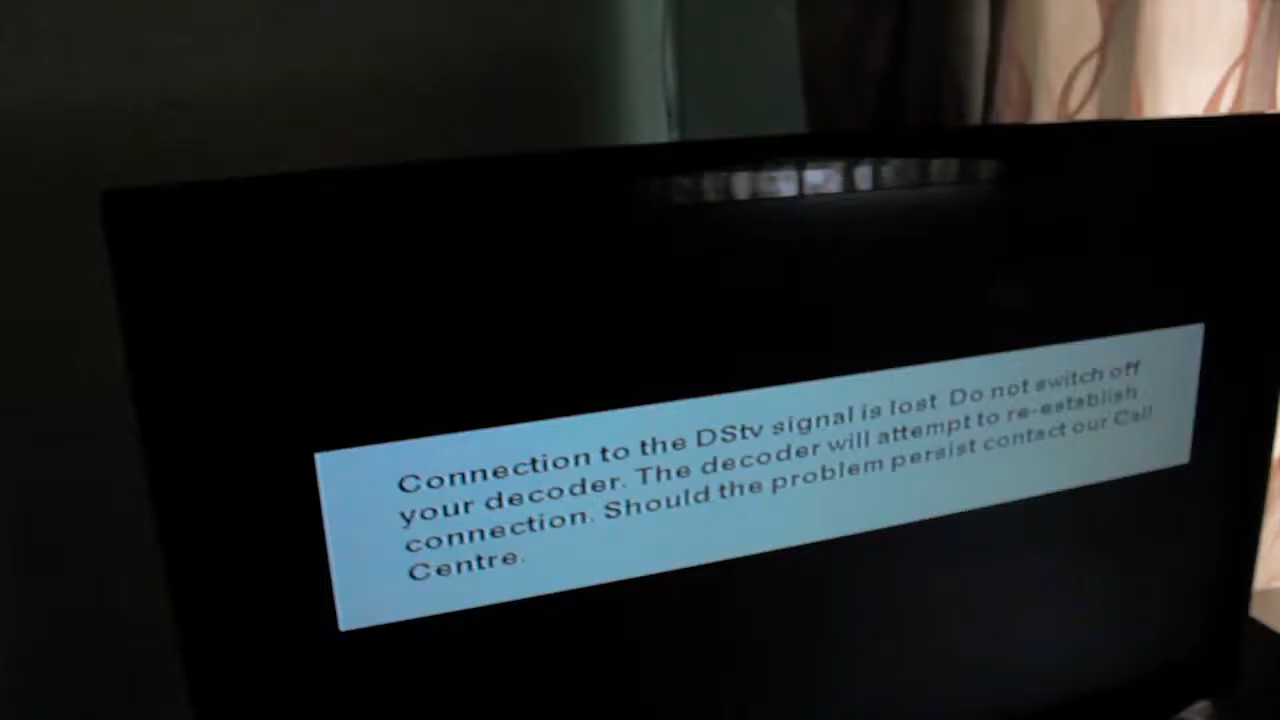 Connection to the DStv signal is lost. Do not switch off
your decoder. The decoder will attempt to re-establish
connection. Should the problem persist contact our Call
Centre.